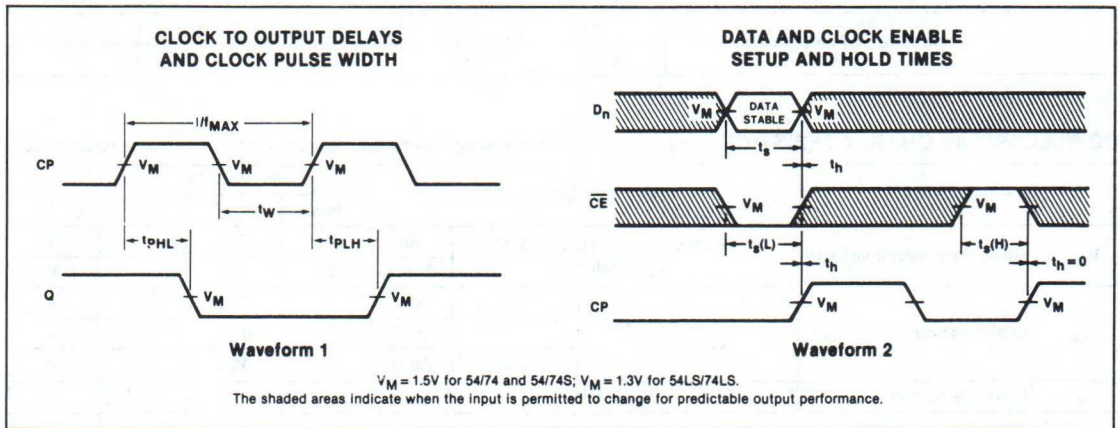 CLOCK TO OUTPUT DELAYS
AND CLOCK PULSE WIDTH
I/fMAX
CP
VM
VM
VM
tW
tPHL
tPLH
Q
VM
VM
Waveform 1
DATA AND CLOCK ENABLE
SETUP AND HOLD TIMES
Dn
VM
DATA
STABLE
VM
ts
th
CE
VM
VM
ts(L)
th
ts(H)
th = 0
CP
VM
VM
Waveform 2
VM = 1.5V for 54/74 and 54/74S; VM = 1.3V for 54LS/74LS.
The shaded areas indicate when the input is permitted to change for predictable output performance.